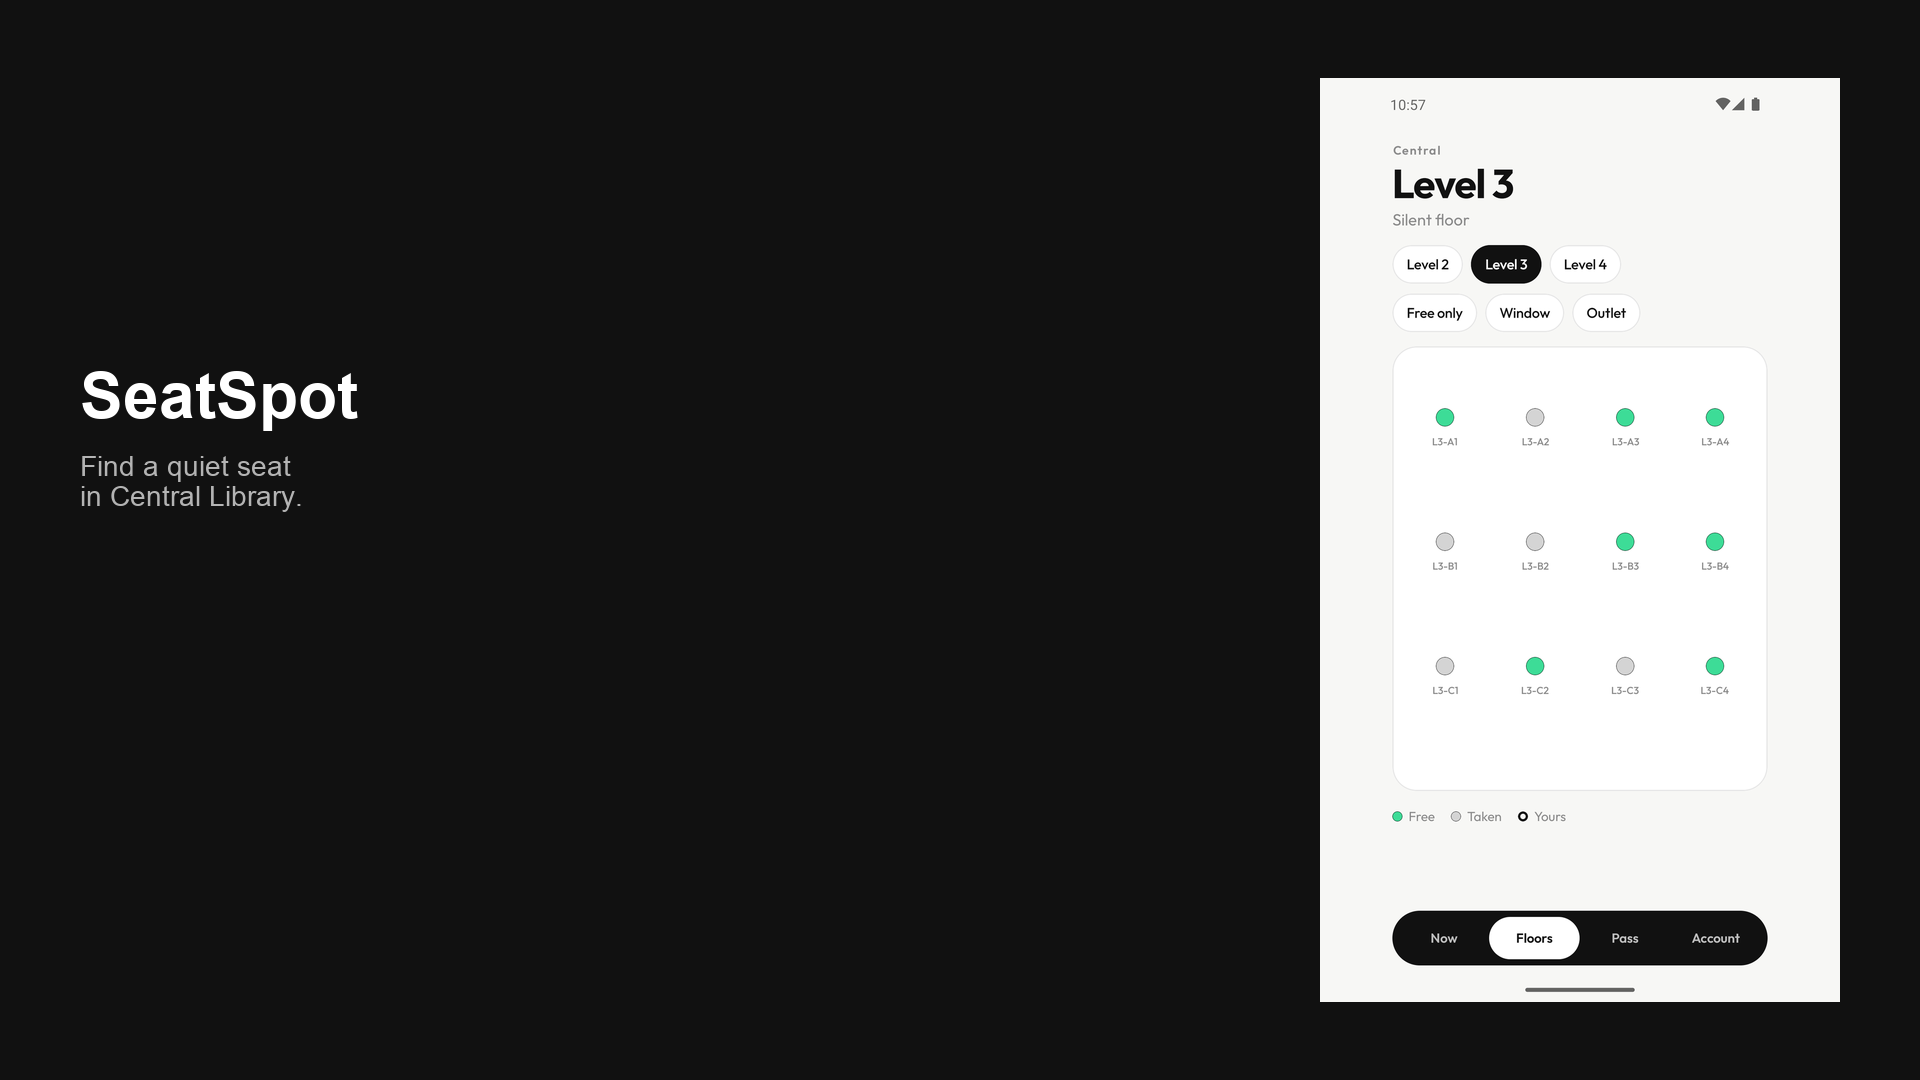 SeatSpot
Find a quiet seat
in Central Library.
10:57
Central
Level 3
Silent floor
Level 2 Level 3 Level 4
Free only Window Outlet
L3-A1 L3-A2 L3-A3 L3-A4
L3-B1 L3-B2 L3-B3 L3-B4
L3-C1 L3-C2 L3-C3 L3-C4
Free Taken Yours
Now Floors Pass Account